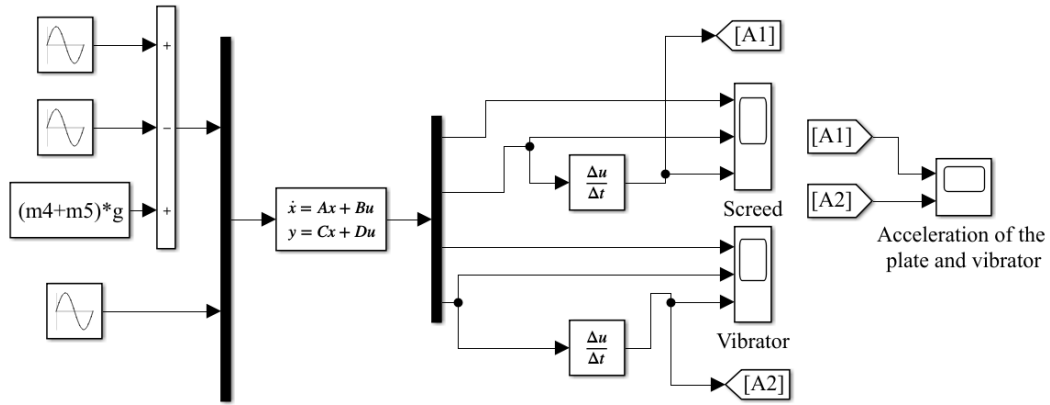 [A1]
+
−
+
(m4+m5)*g
ẋ = Ax + Bu
y = Cx + Du
Δu
Δt
Screed
[A1]
[A2]
Acceleration of the
plate and vibrator
Δu
Δt
Vibrator
[A2]